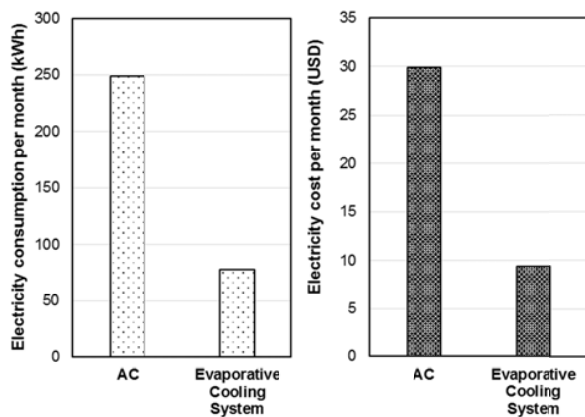 Electricity consumption per month (kWh)
300
250
200
150
100
50
0
AC
Evaporative
Cooling
System
Electricity cost per month (USD)
35
30
25
20
15
10
5
0
AC
Evaporative
Cooling
System